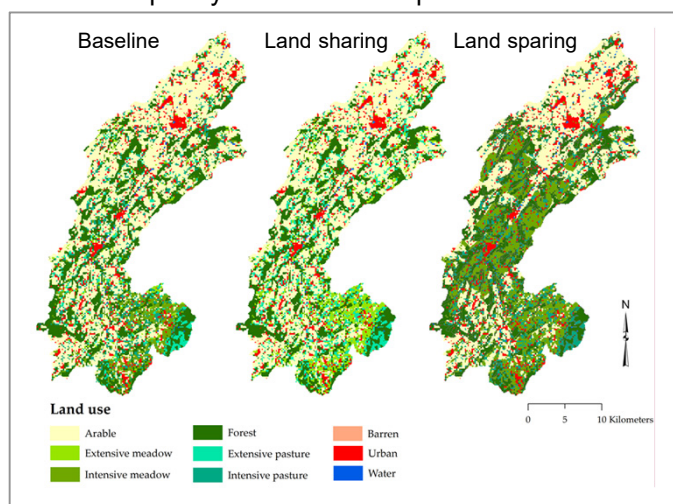 Baseline Land sharing Land sparing
N
Land use
Arable Forest Barren
Extensive meadow Extensive pasture Urban
Intensive meadow Intensive pasture Water
0 5 10 Kilometers